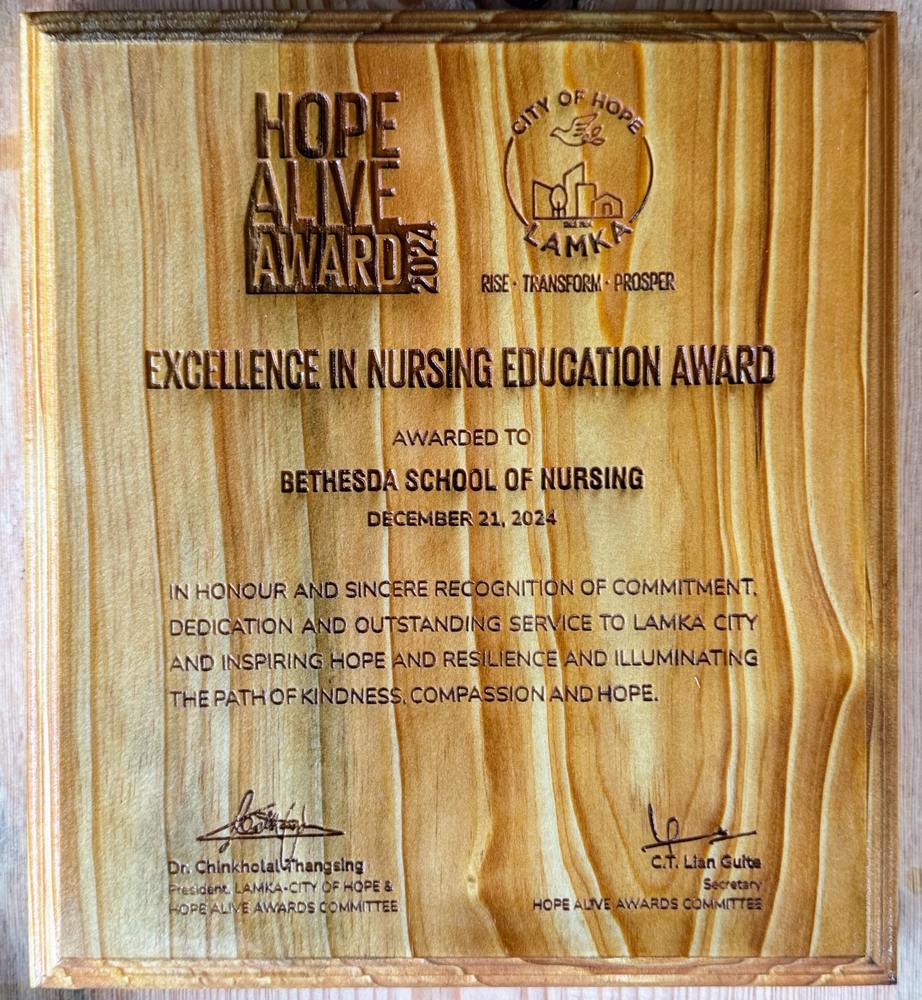 HOPE
ALIVE
AWARD 2024
CITY OF HOPE
LAMKA
RISE · TRANSFORM · PROSPER
EXCELLENCE IN NURSING EDUCATION AWARD
AWARDED TO
BETHESDA SCHOOL OF NURSING
DECEMBER 21, 2024
IN HONOUR AND SINCERE RECOGNITION OF COMMITMENT,
DEDICATION AND OUTSTANDING SERVICE TO LAMKA CITY
AND INSPIRING HOPE AND RESILIENCE AND ILLUMINATING
THE PATH OF KINDNESS, COMPASSION AND HOPE.
Dr. Chinkholal Thangsing
President, LAMKA-CITY OF HOPE &
HOPE ALIVE AWARDS COMMITTEE
C.T. Lian Guite
Secretary
HOPE ALIVE AWARDS COMMITTEE